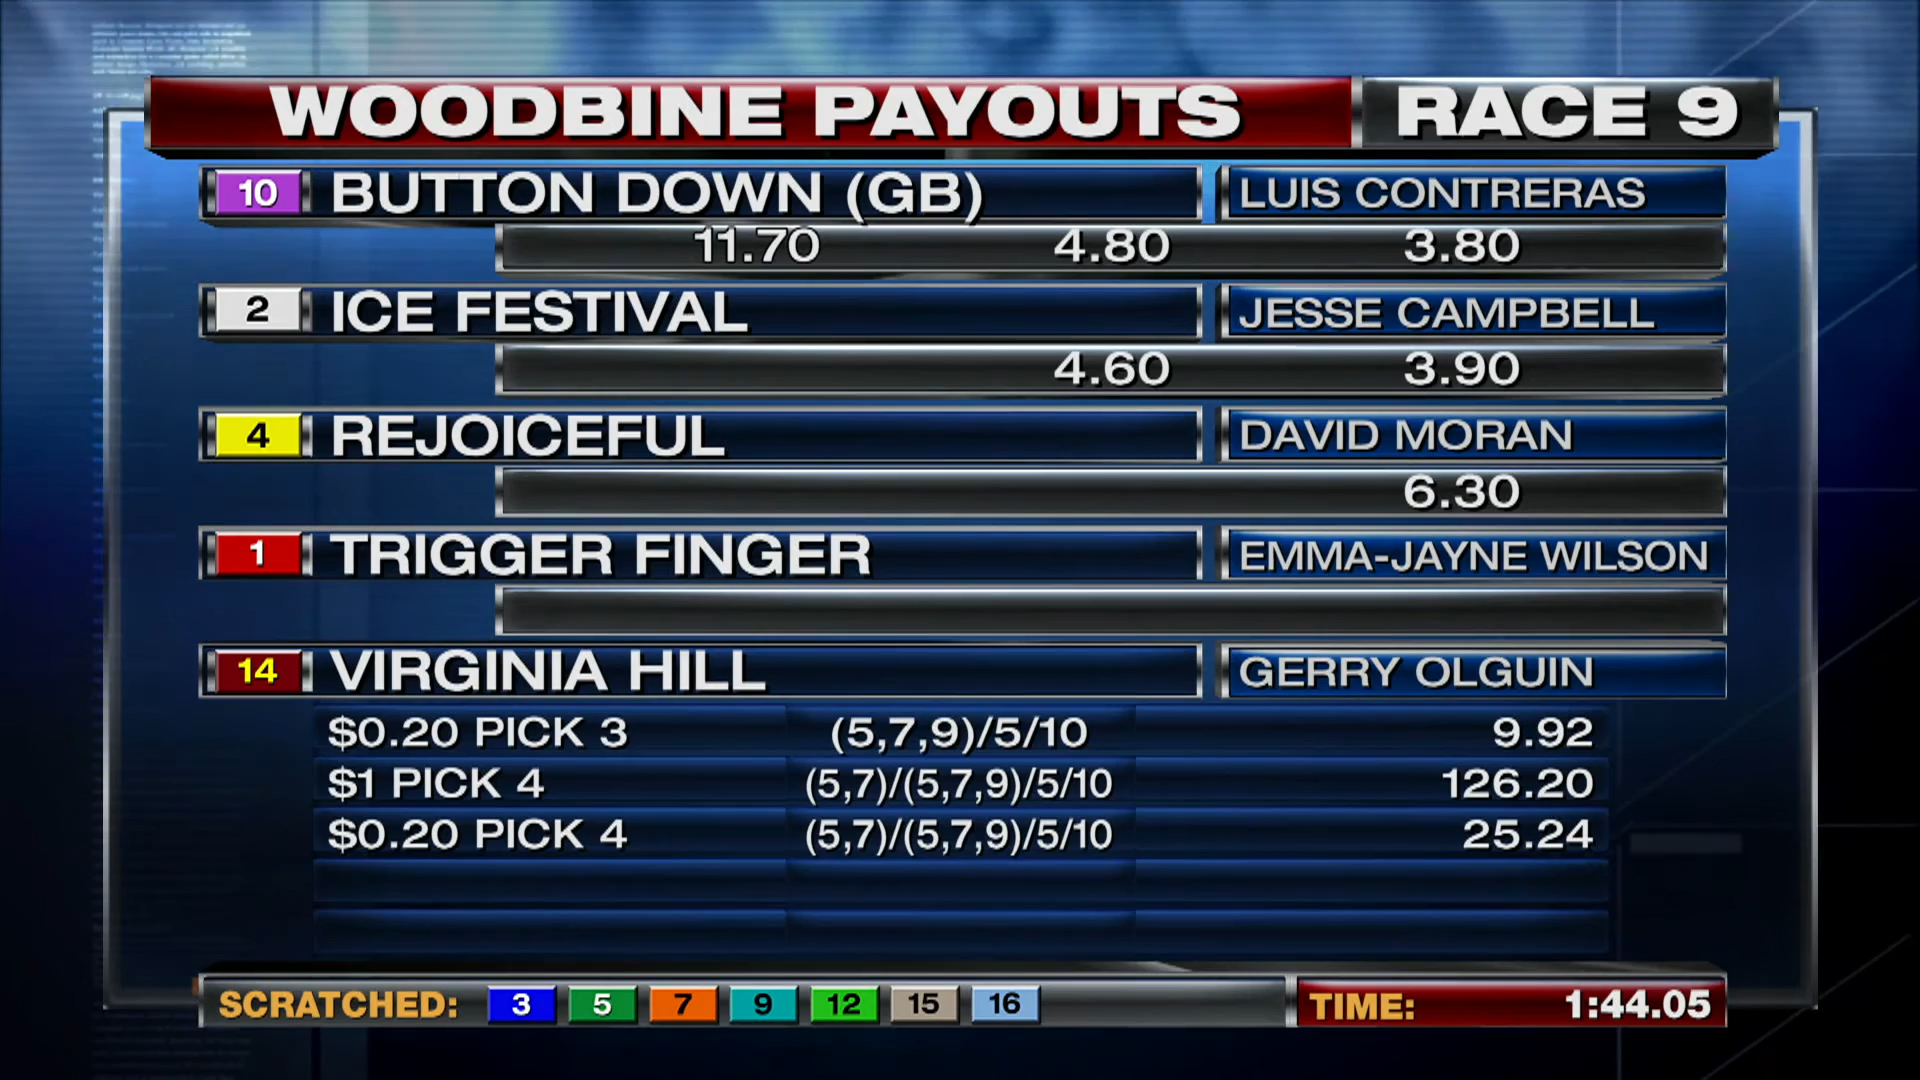 WOODBINE PAYOUTS RACE 9
10 BUTTON DOWN (GB) LUIS CONTRERAS
11.70 4.80 3.80
2 ICE FESTIVAL JESSE CAMPBELL
4.60 3.90
4 REJOICEFUL DAVID MORAN
6.30
1 TRIGGER FINGER EMMA-JAYNE WILSON
14 VIRGINIA HILL GERRY OLGUIN
$0.20 PICK 3 (5,7,9)/5/10 9.92
$1 PICK 4 (5,7)/(5,7,9)/5/10 126.20
$0.20 PICK 4 (5,7)/(5,7,9)/5/10 25.24
SCRATCHED: 3 5 7 9 12 15 16 TIME: 1:44.05